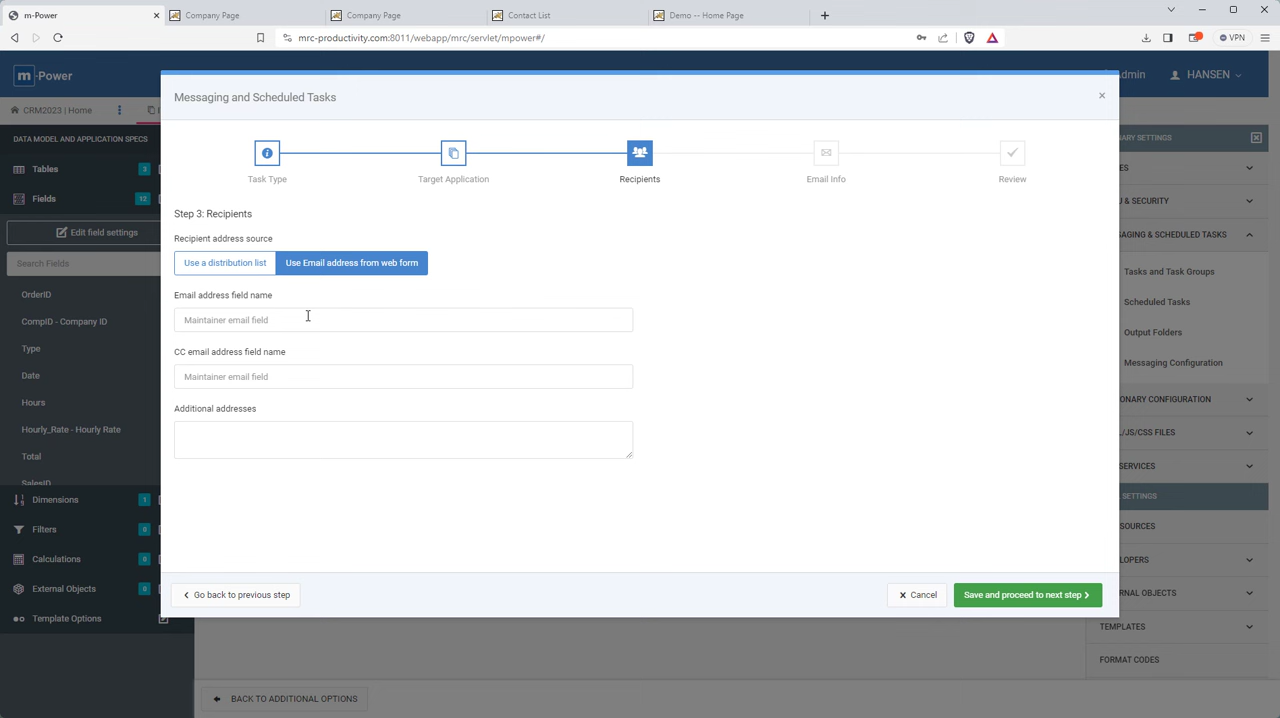 m-Power
Company Page
Company Page
Contact List
Demo -- Home Page
mrc-productivity.com:8011/webapp/mrc/servlet/mpower#/
VPN
m -Power
dmin
HANSEN
CRM2023 | Home
DATA MODEL AND APPLICATION SPECS
Tables 3
Fields 12
Edit field settings
Search Fields
OrderID
CompID - Company ID
Type
Date
Hours
Hourly_Rate - Hourly Rate
Total
SalesID
Dimensions 1
Filters 0
Calculations 0
External Objects 0
Template Options
Messaging and Scheduled Tasks
Task Type
Target Application
Recipients
Email Info
Review
Step 3: Recipients
Recipient address source
Use a distribution list
Use Email address from web form
Email address field name
Maintainer email field
CC email address field name
Maintainer email field
Additional addresses
Go back to previous step
Cancel
Save and proceed to next step
NARY SETTINGS
ES
U & SECURITY
AGING & SCHEDULED TASKS
Tasks and Task Groups
Scheduled Tasks
Output Folders
Messaging Configuration
ONARY CONFIGURATION
L/JS/CSS FILES
SERVICES
SETTINGS
OURCES
LOPERS
RNAL OBJECTS
TEMPLATES
FORMAT CODES
BACK TO ADDITIONAL OPTIONS